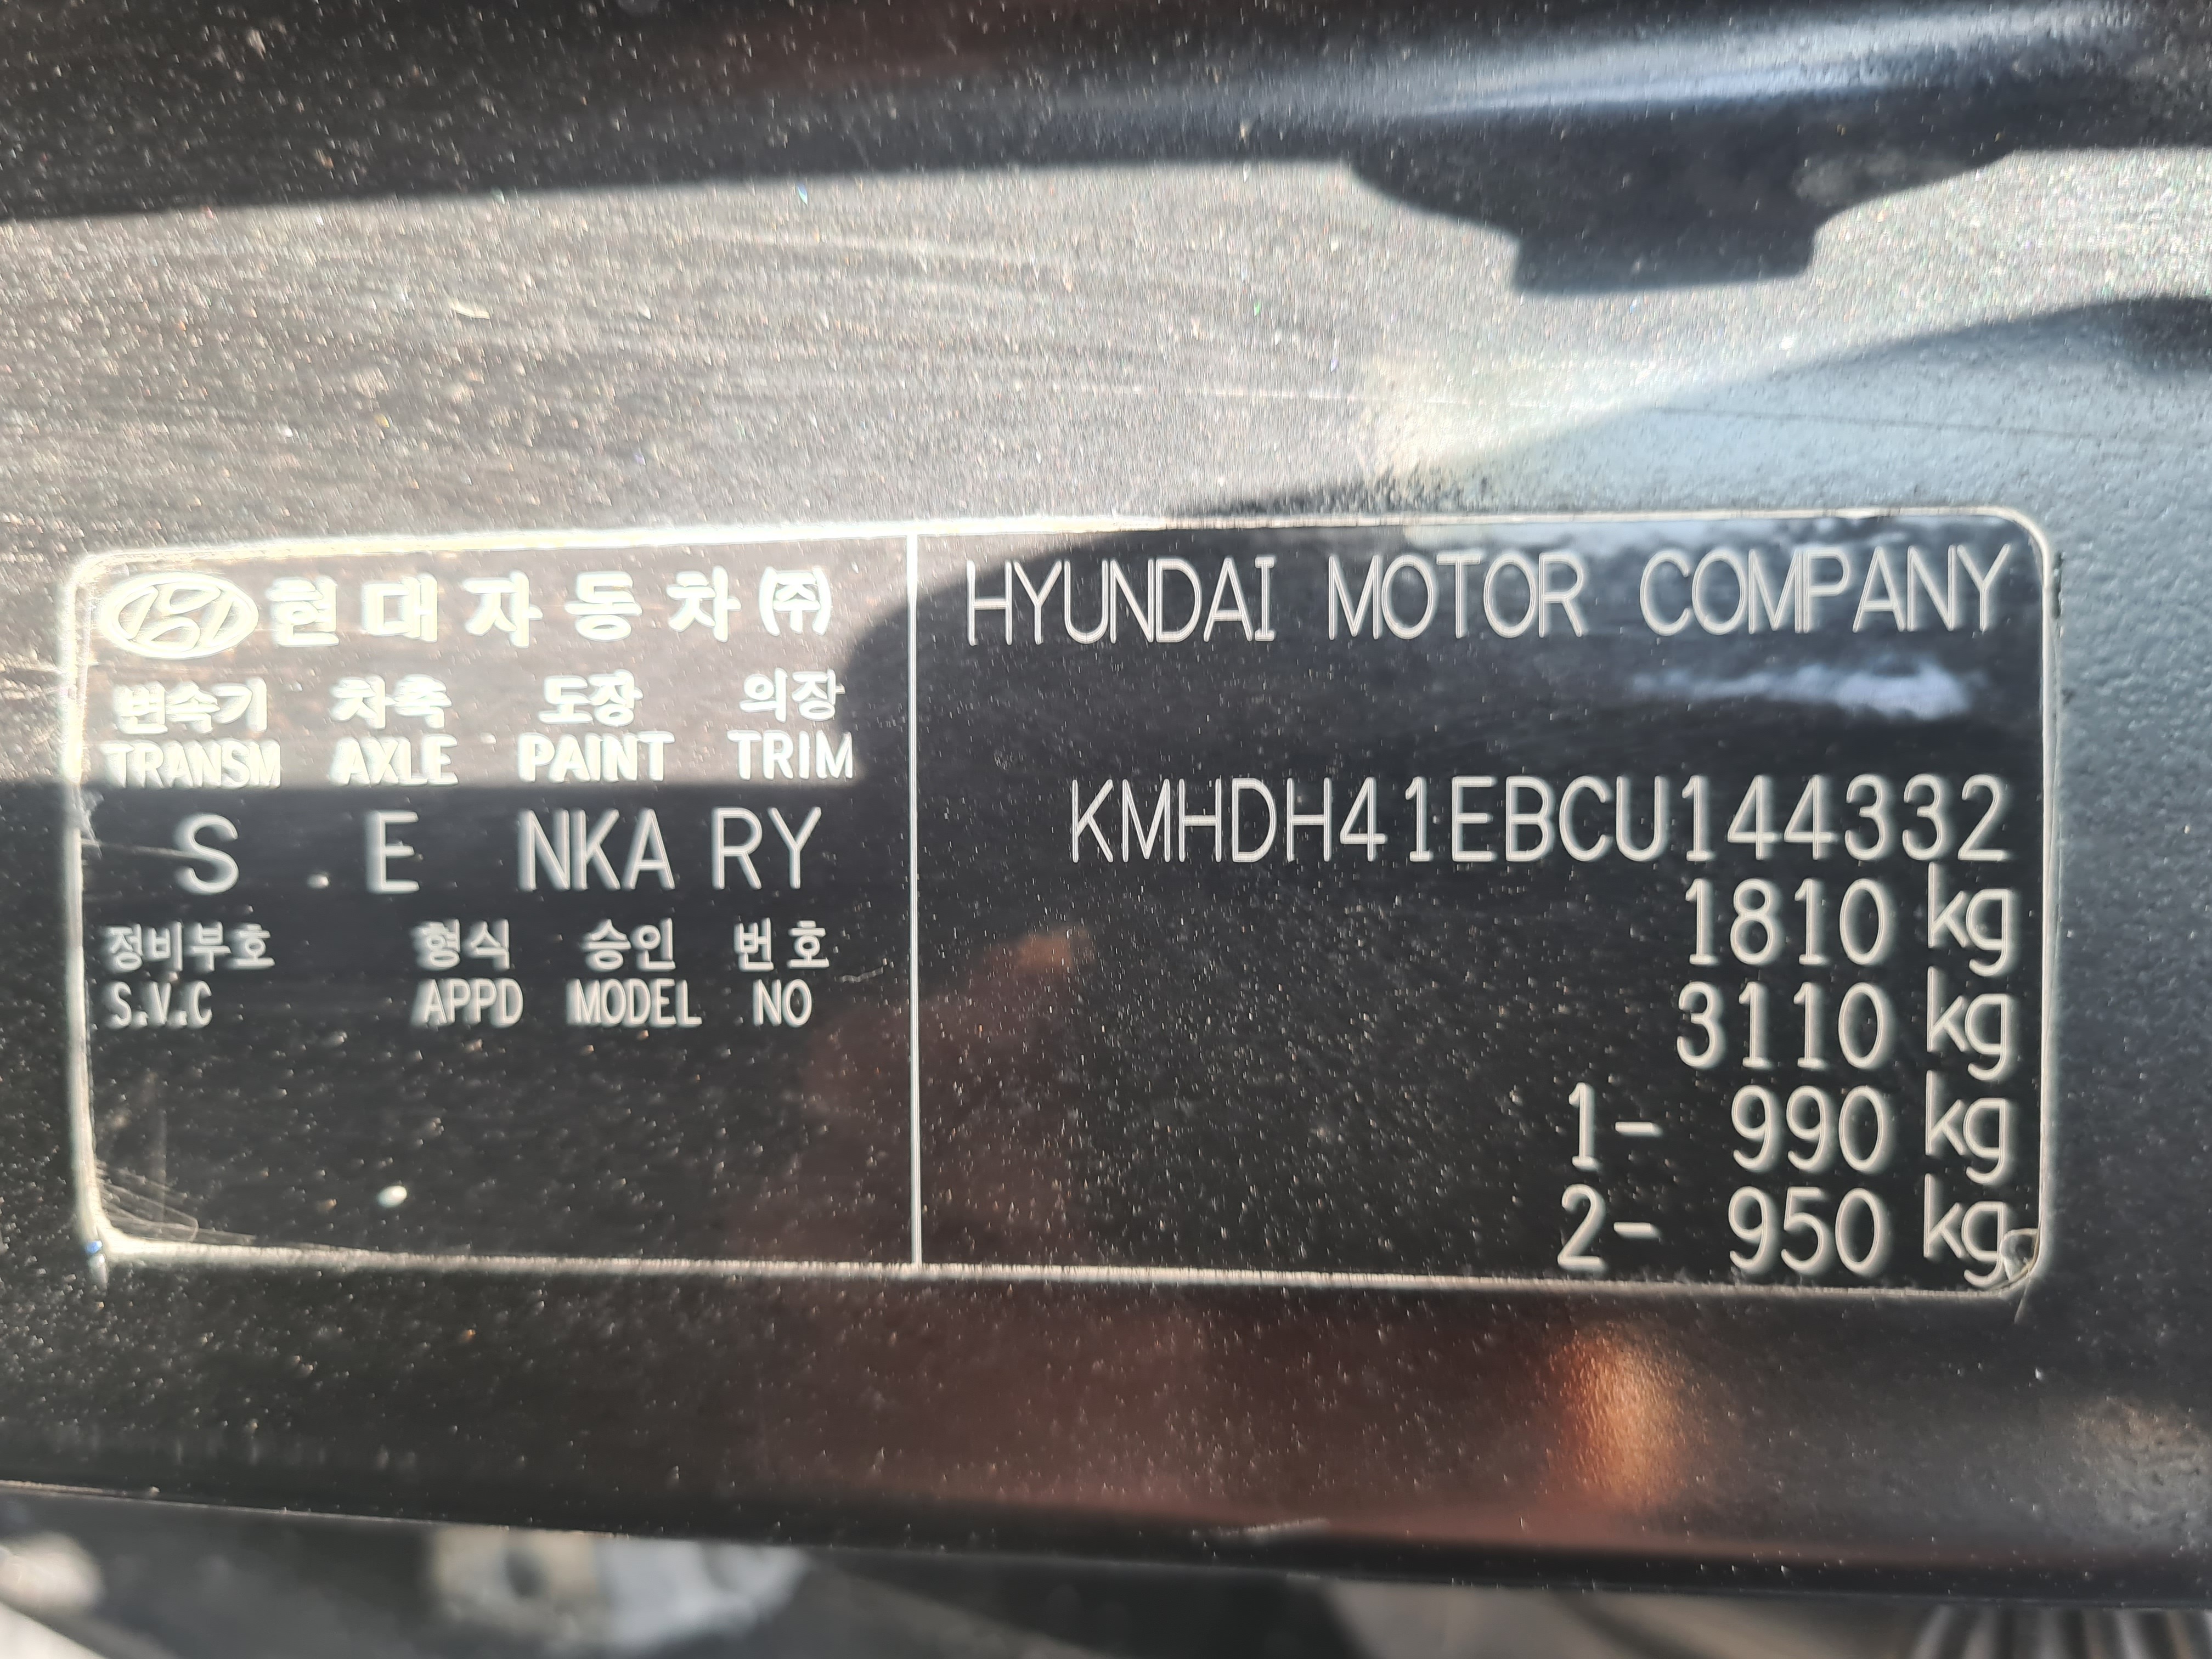 현대자동차㈜
변속기 차축 도장 의장
TRANSM AXLE PAINT TRIM
S E NKA RY
정비부호 형식 승인 번호
S.V.C APPD MODEL NO
HYUNDAI MOTOR COMPANY
KMHDH41EBCU144332
1810 kg
3110 kg
1- 990 kg
2- 950 kg